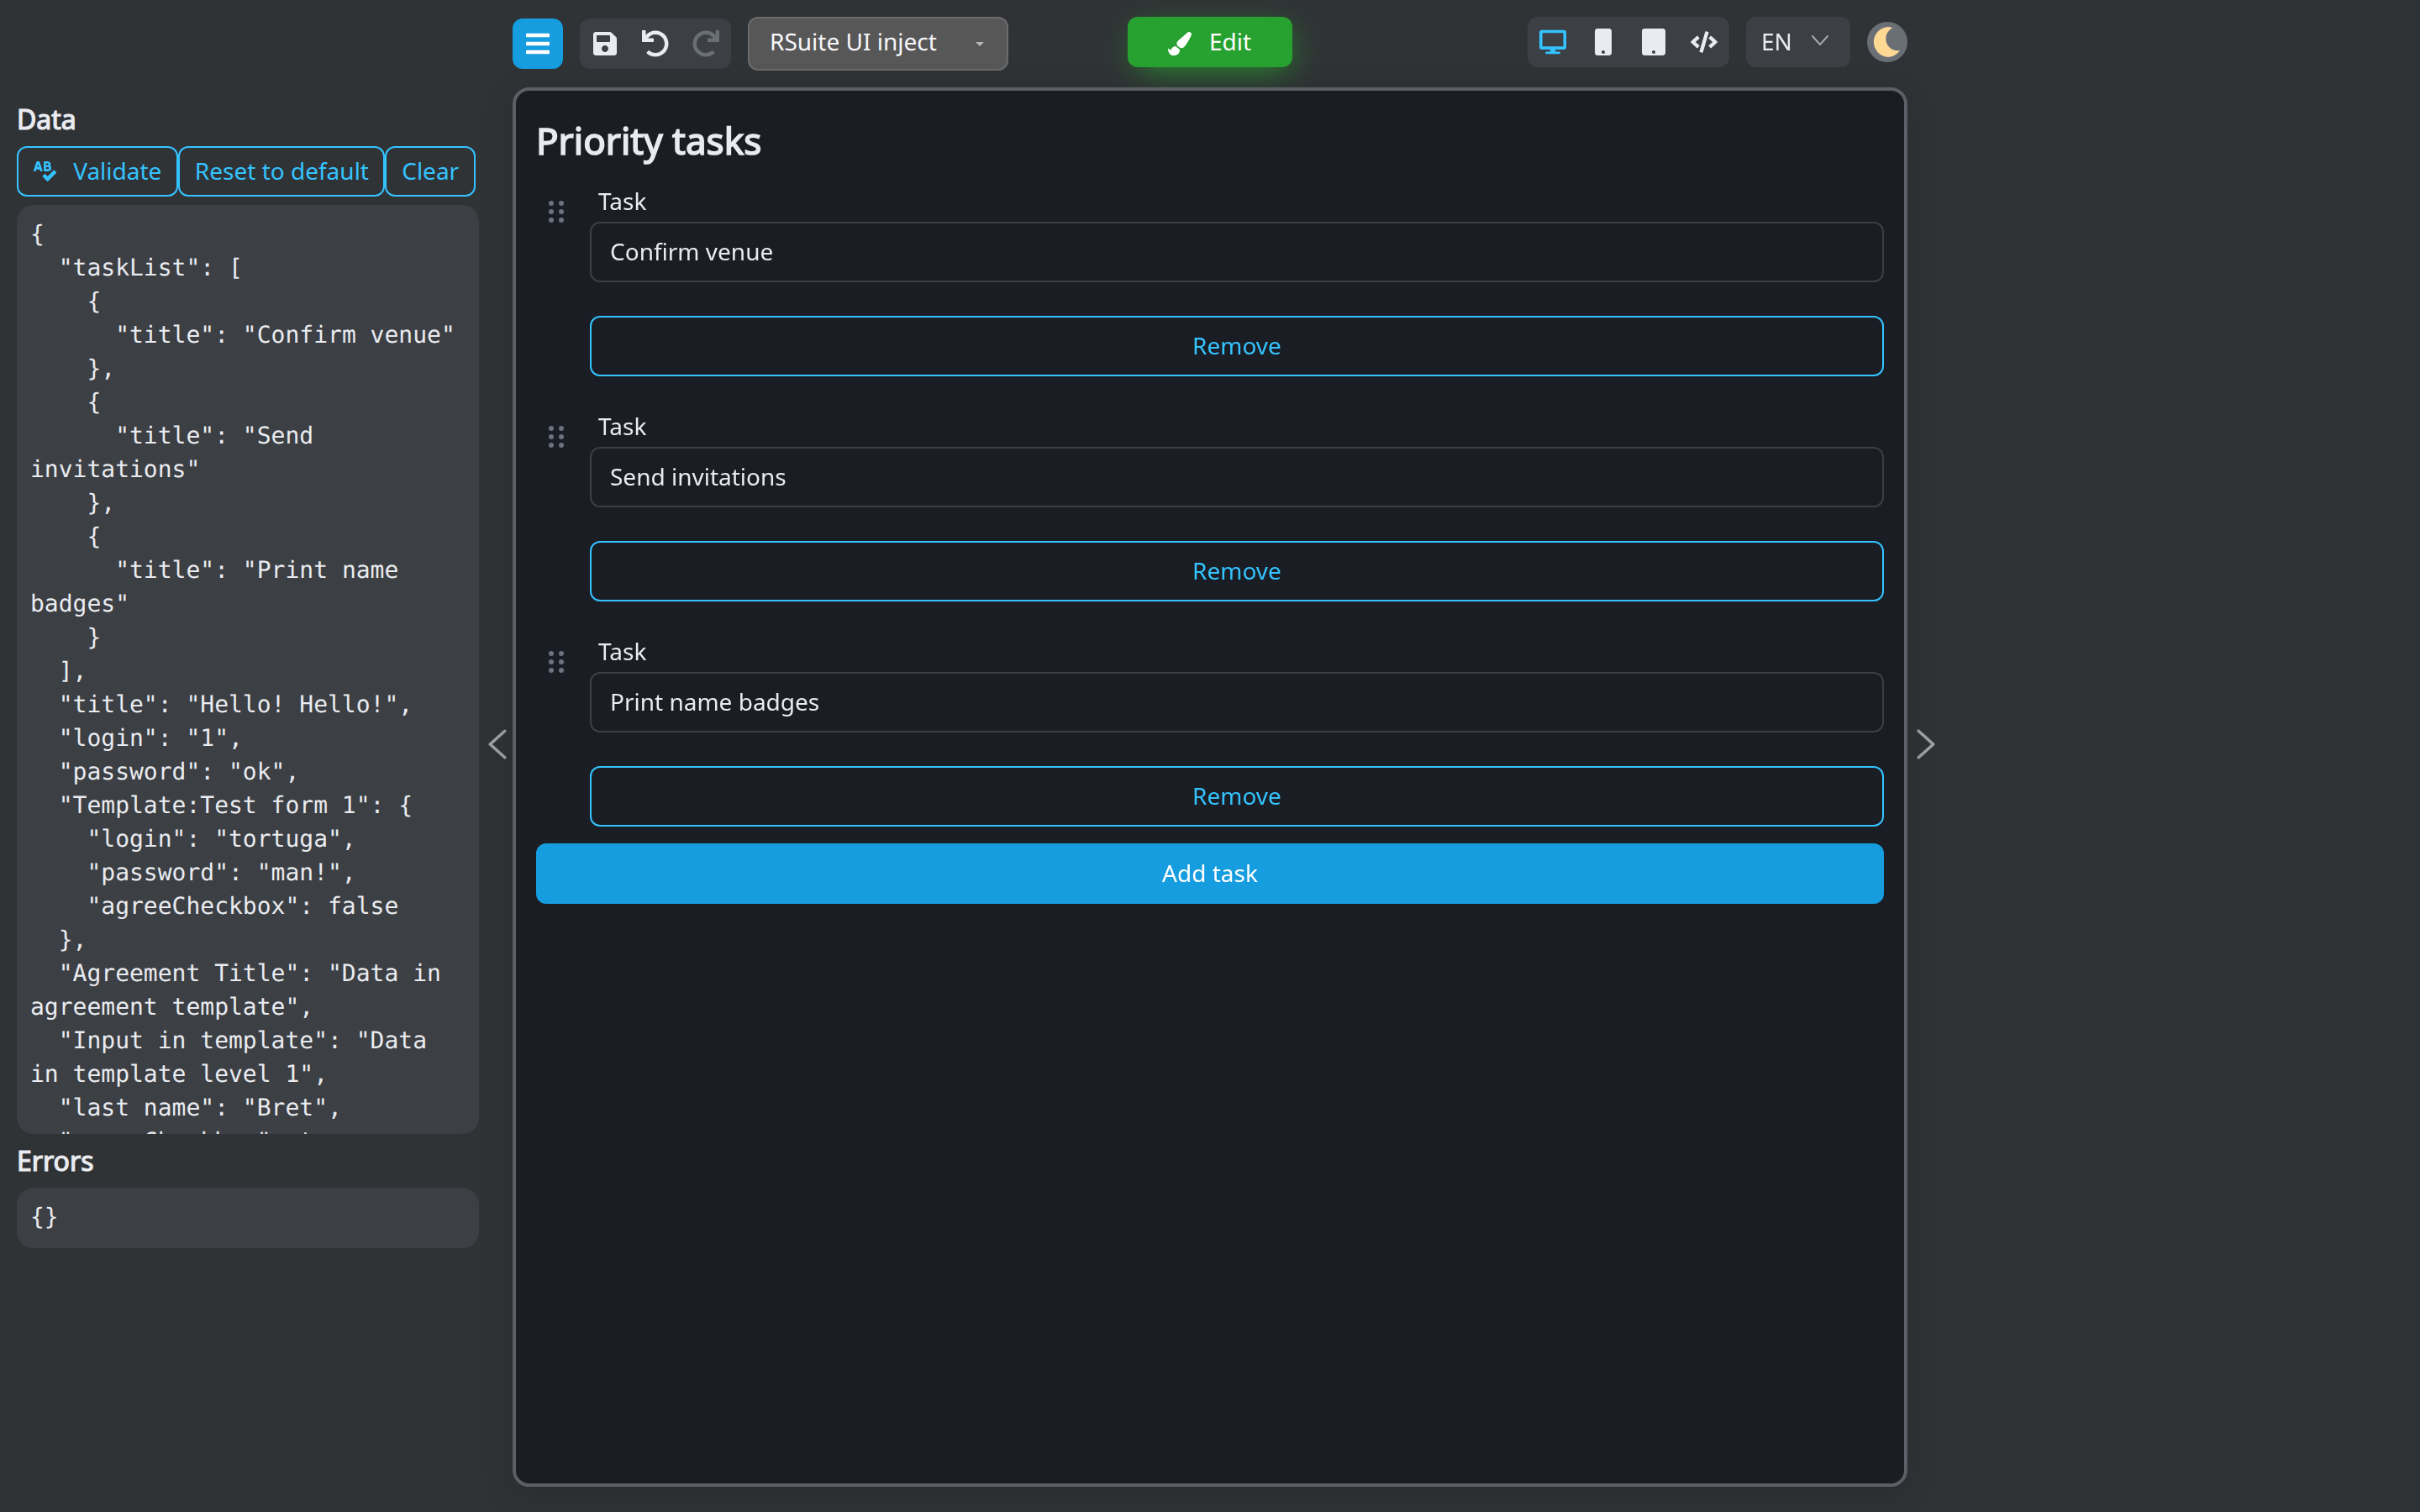 RSuite UI inject
Edit
EN
Data
Validate
Reset to default
Clear
{
"taskList": [
{
"title": "Confirm venue"
},
{
"title": "Send
invitations"
},
{
"title": "Print name
badges"
}
],
"title": "Hello! Hello!",
"login": "1",
"password": "ok",
"Template:Test form 1": {
"login": "tortuga",
"password": "man!",
"agreeCheckbox": false
},
"Agreement Title": "Data in
agreement template",
"Input in template": "Data
in template level 1",
"last name": "Bret",
Errors
{}
Priority tasks
Task
Confirm venue
Remove
Task
Send invitations
Remove
Task
Print name badges
Remove
Add task